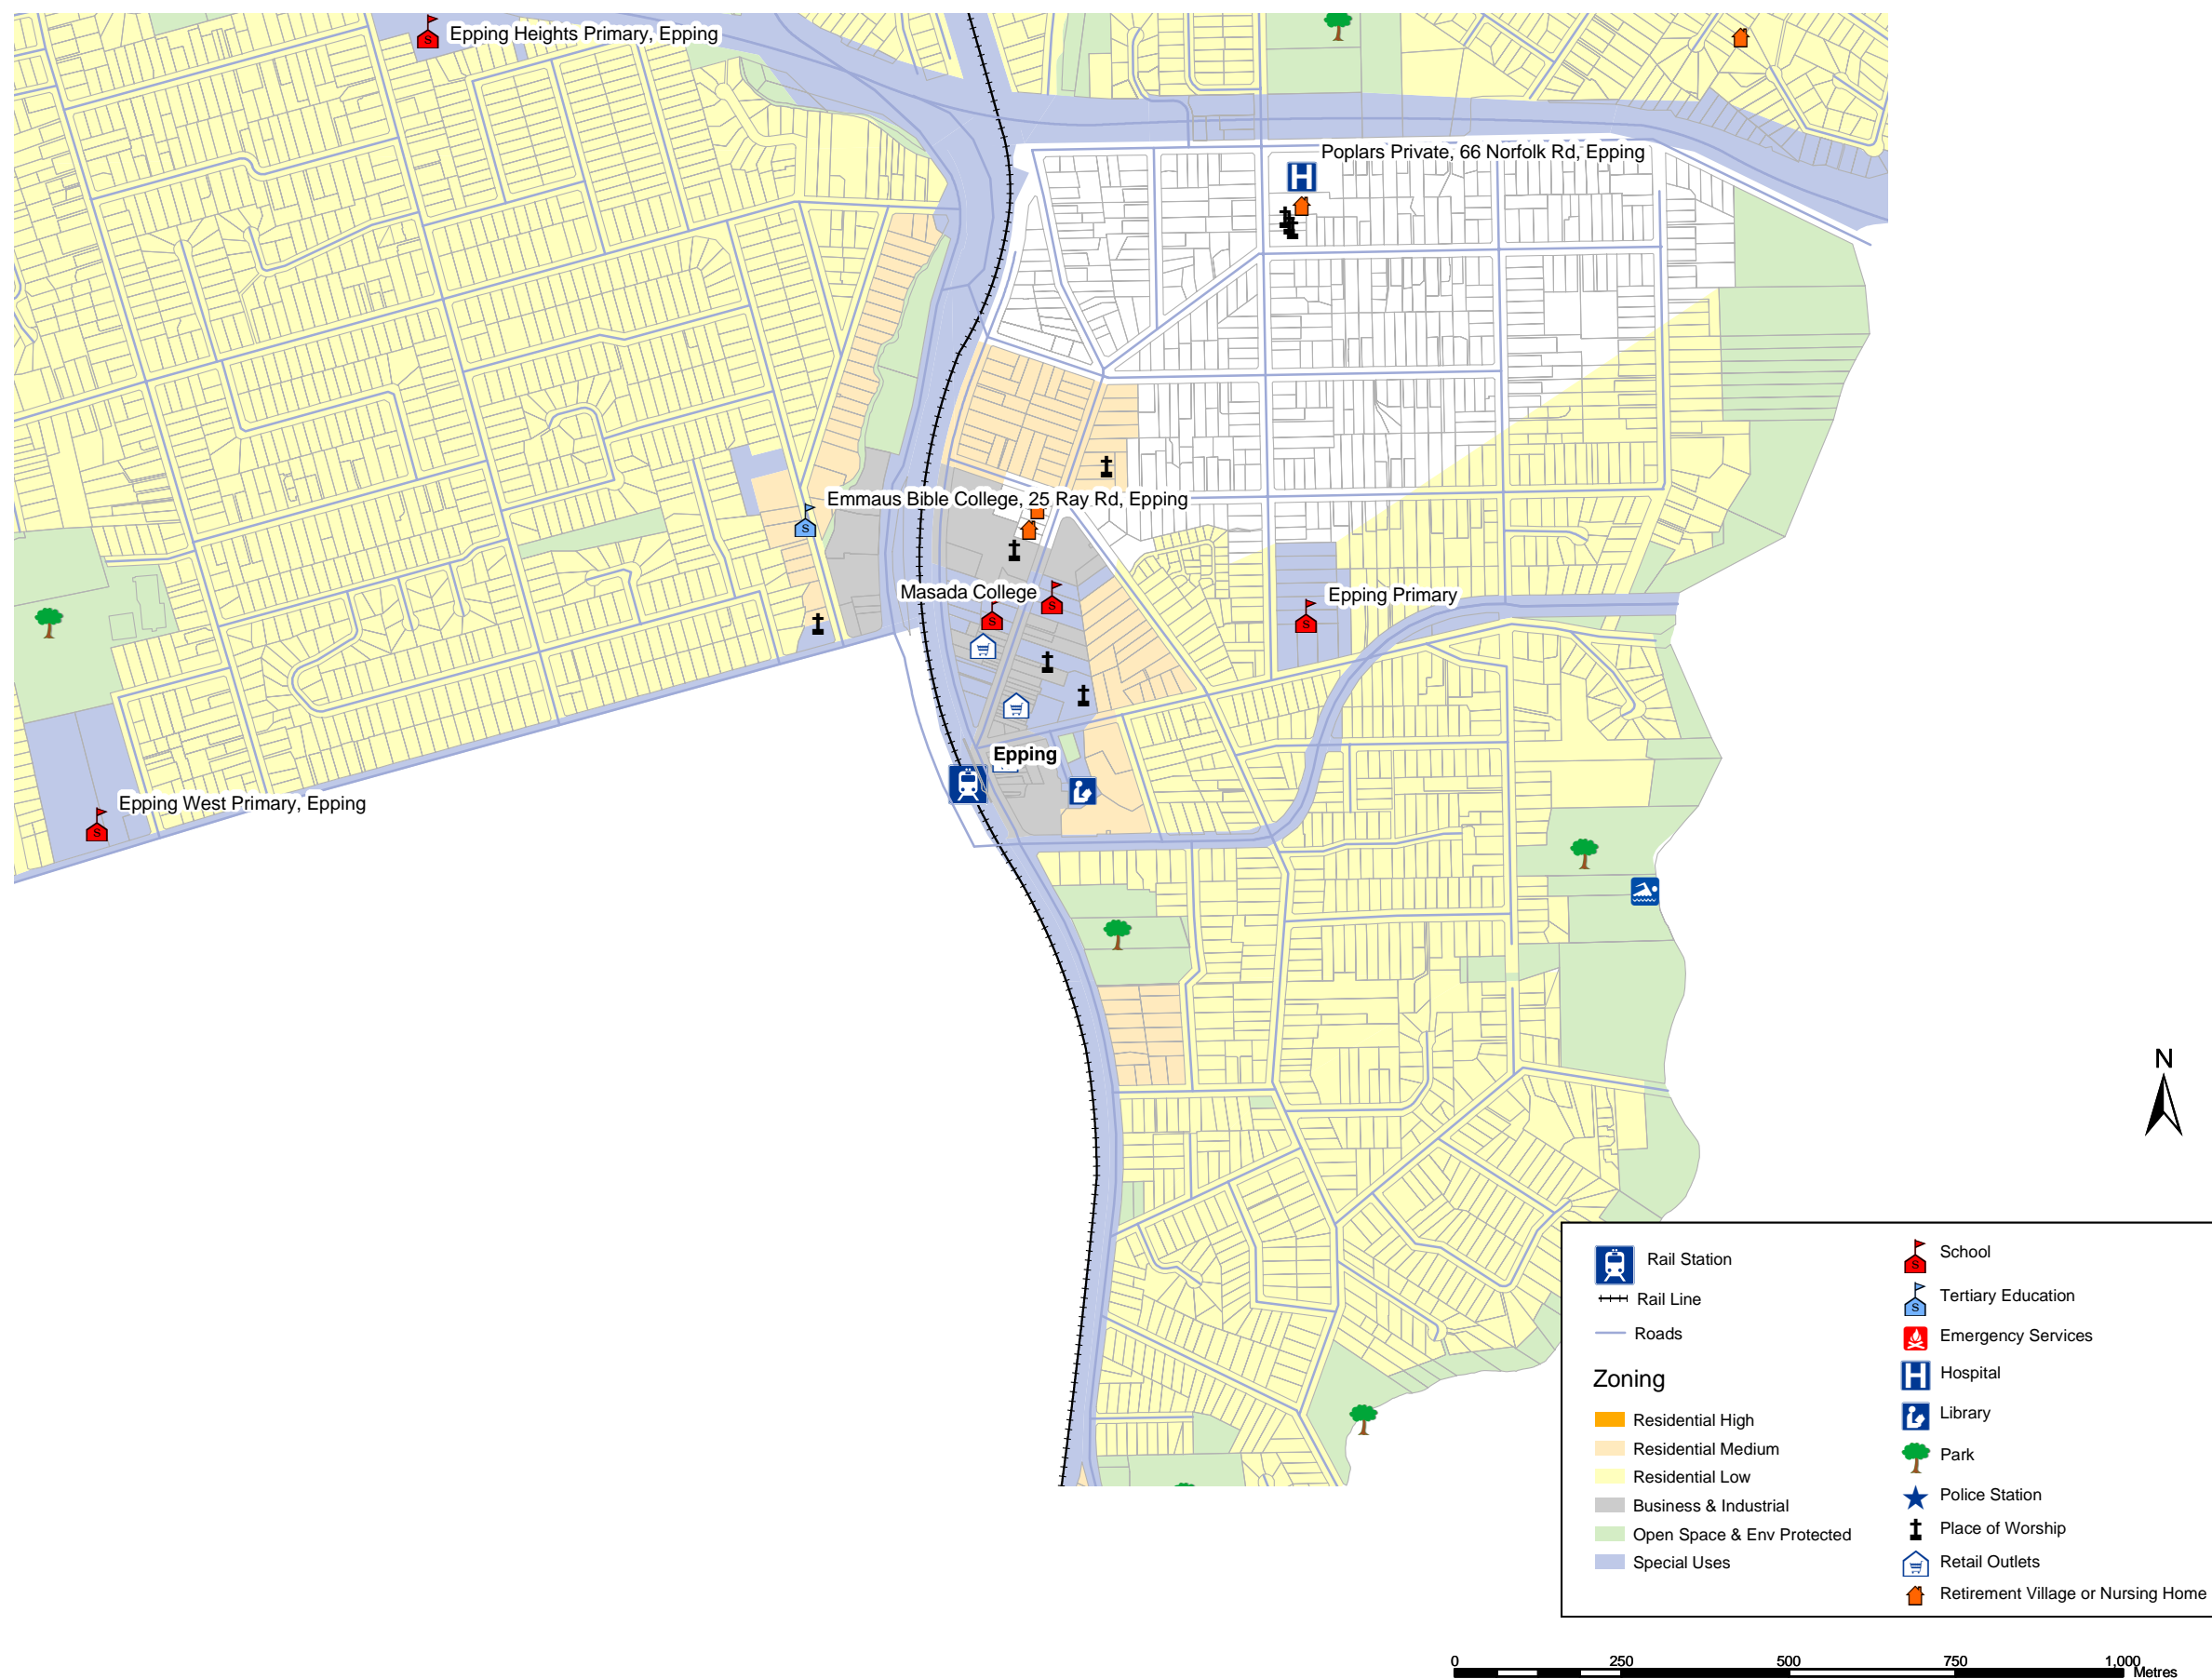 Epping Heights Primary, Epping
Poplars Private, 66 Norfolk Rd, Epping
Emmaus Bible College, 25 Ray Rd, Epping
Masada College
Epping Primary
Epping
Epping West Primary, Epping
N
Rail Station
Rail Line
Roads
Zoning
Residential High
Residential Medium
Residential Low
Business & Industrial
Open Space & Env Protected
Special Uses
S School
S Tertiary Education
Emergency Services
H Hospital
Library
Park
Police Station
Place of Worship
Retail Outlets
Retirement Village or Nursing Home
0 250 500 750 1,000
Metres